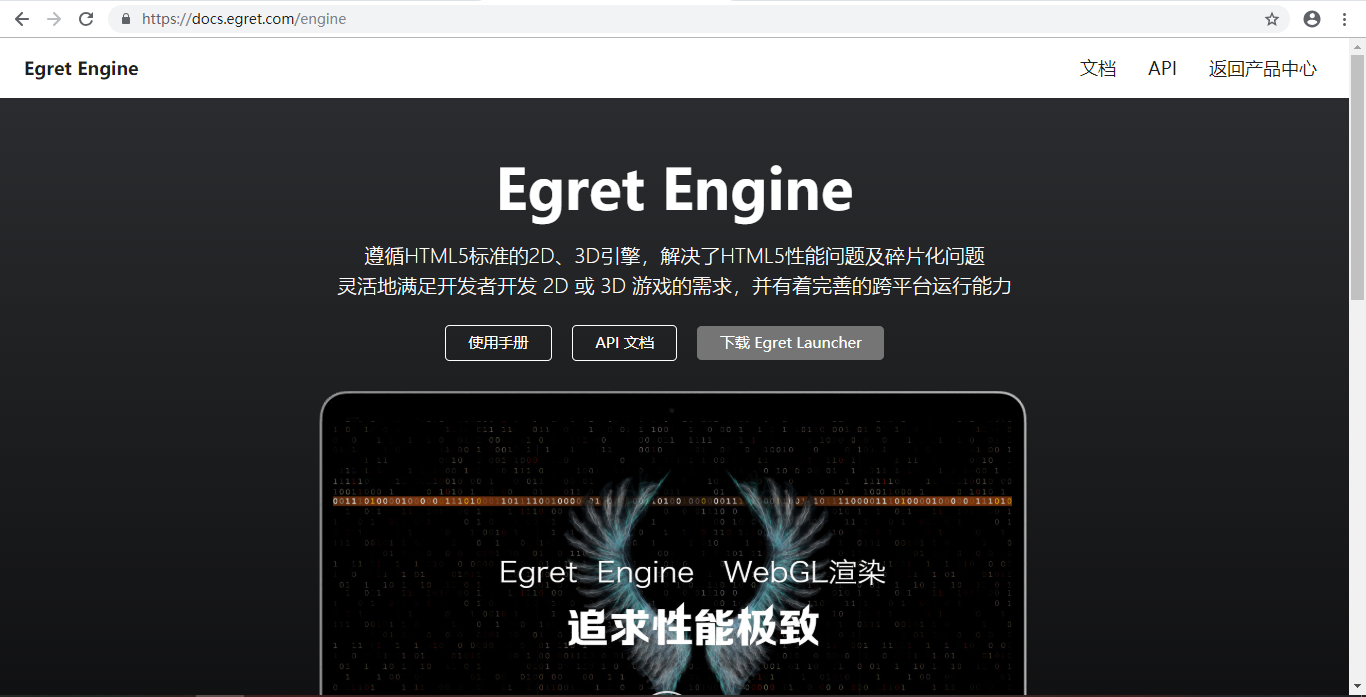 https://docs.egret.com/engine
Egret Engine
文档
API
返回产品中心
Egret Engine
遵循HTML5标准的2D、3D引擎，解决了HTML5性能问题及碎片化问题
灵活地满足开发者开发 2D 或 3D 游戏的需求，并有着完善的跨平台运行能力
使用手册
API 文档
下载 Egret Launcher
Egret Engine WebGL渲染
追求性能极致